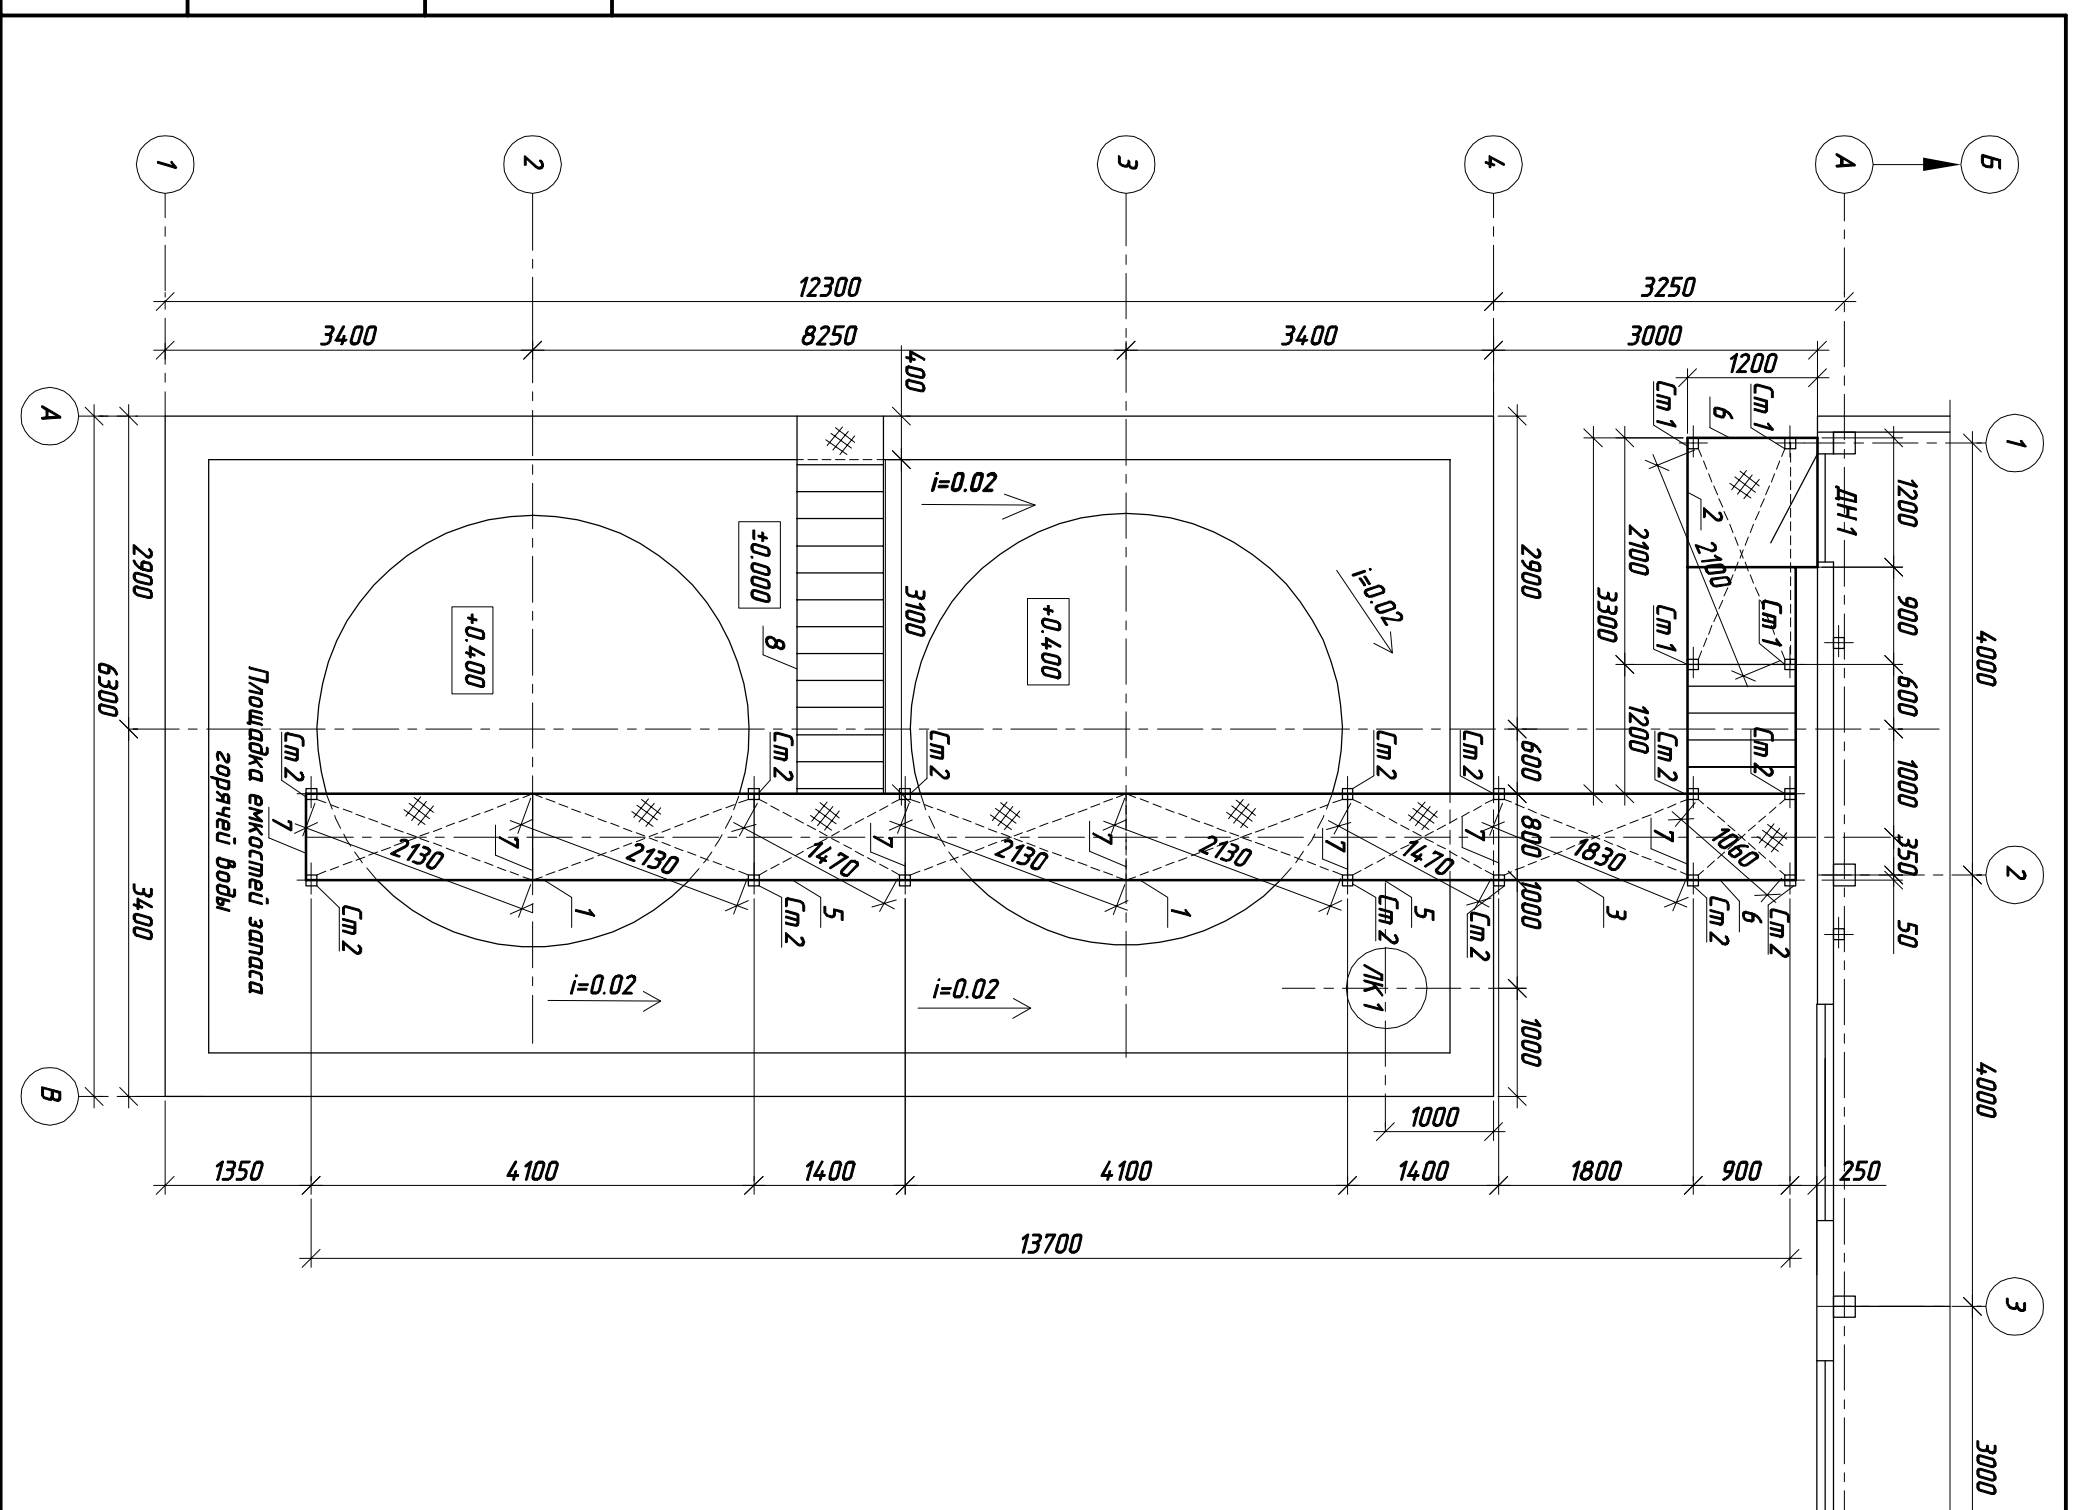 1
2
3
4
А
Б
12300
3250
3400
8250
3400
3000
400
1200
А
Ст 1
6
Ст 1
1
2900
6300
3400
В
i=0.02
±0.000
+0.400
8
3100
+0.400
i=0.02
2900
2
2100
2100
3300
1200
Ст 1
Ст 1
ДН 1
1200
900
600
1000
350
50
4000
2
4000
3
3000
Площадка емкостей запаса
горячей воды
Ст 2
Ст 2
Ст 2
Ст 2
Ст 2
600
Ст 2
Ст 2
7
2130
7
2130
1470
7
2130
7
2130
7
1470
7
800
1830
7
1060
Ст 2
1
Ст 2
5
1
Ст 2
5
Ст 2
1000
3
Ст 2
6
Ст 2
i=0.02
i=0.02
ЛК 1
1000
1000
1350
4100
1400
4100
1400
1800
900
250
13700